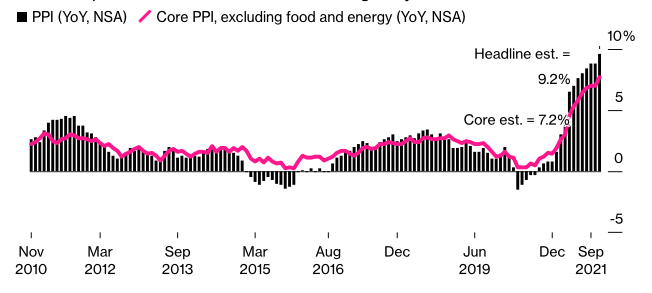 PPI (YoY, NSA) Core PPI, excluding food and energy (YoY, NSA)
10%
Headline est. =
9.2%
5
Core est. = 7.2%
0
-5
Nov Mar Sep Mar Aug Dec Jun Dec Sep
2010 2012 2013 2015 2016 2019 2021